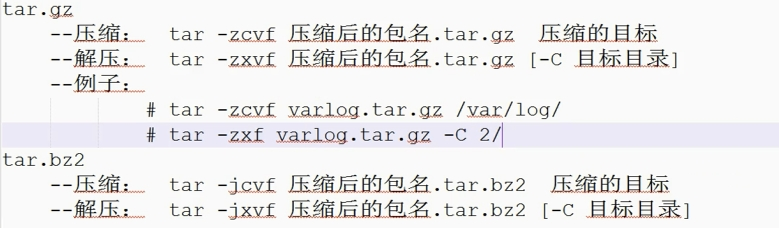 tar.gz
--压缩： tar -zcvf 压缩后的包名.tar.gz 压缩的目标
--解压： tar -zxvf 压缩后的包名.tar.gz [-C 目标目录]
--例子：
# tar -zcvf varlog.tar.gz /var/log/
# tar -zxf varlog.tar.gz -C 2/
tar.bz2
--压缩： tar -jcvf 压缩后的包名.tar.bz2 压缩的目标
--解压： tar -jxvf 压缩后的包名.tar.bz2 [-C 目标目录]